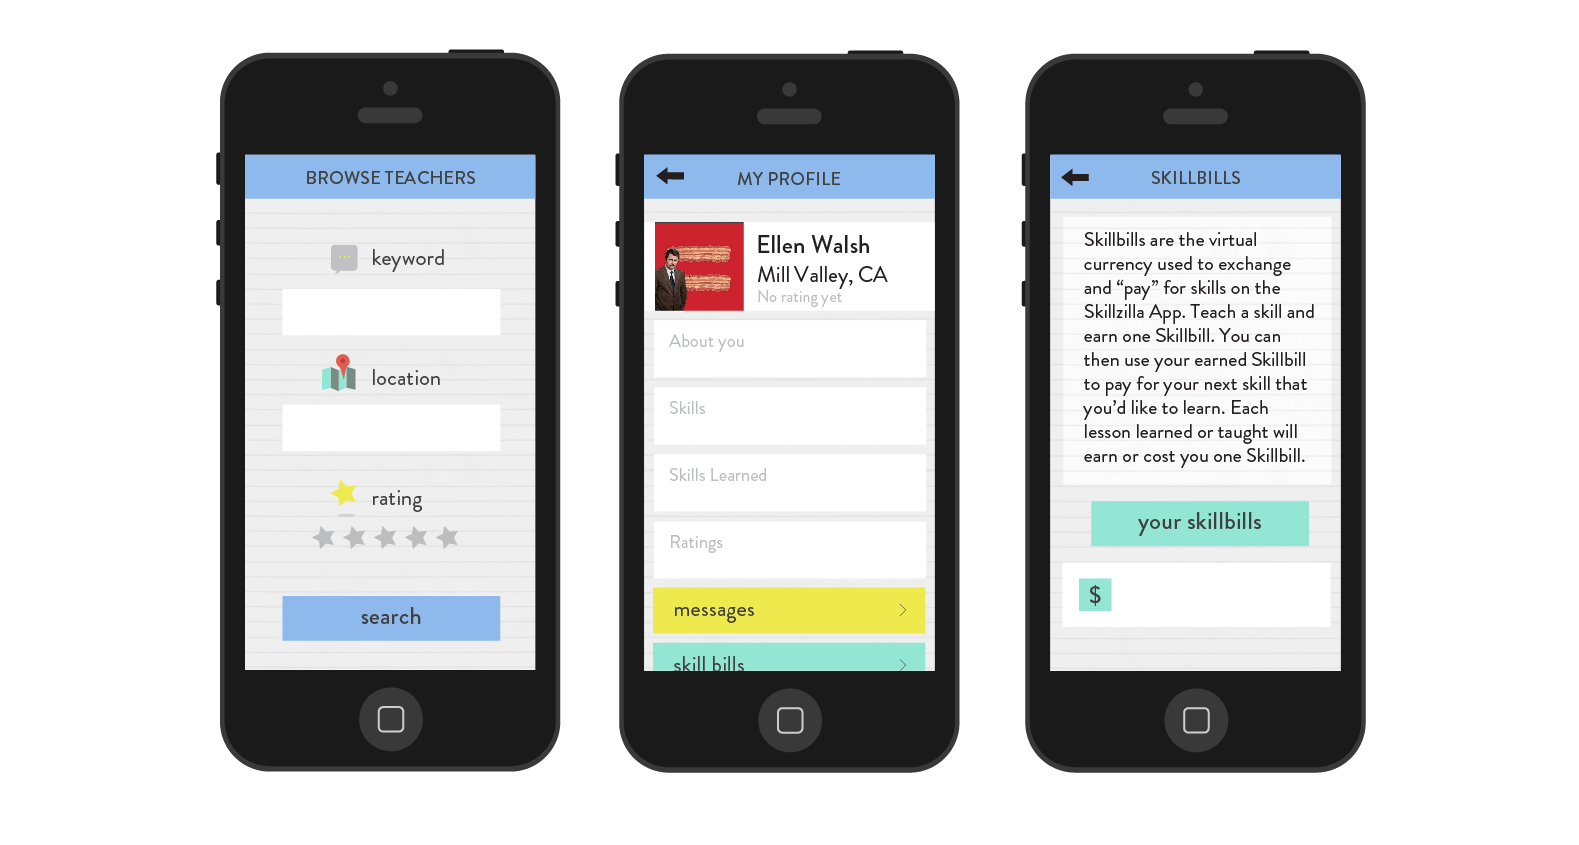 BROWSE TEACHERS
keyword
location
rating
search
MY PROFILE
Ellen Walsh
Mill Valley, CA
No rating yet
About you
Skills
Skills Learned
Ratings
messages
skill bills
SKILLBILLS
Skillbills are the virtual
currency used to exchange
and “pay” for skills on the
Skillzilla App. Teach a skill and
earn one Skillbill. You can
then use your earned Skillbill
to pay for your next skill that
you’d like to learn. Each
lesson learned or taught will
earn or cost you one Skillbill.
your skillbills
$